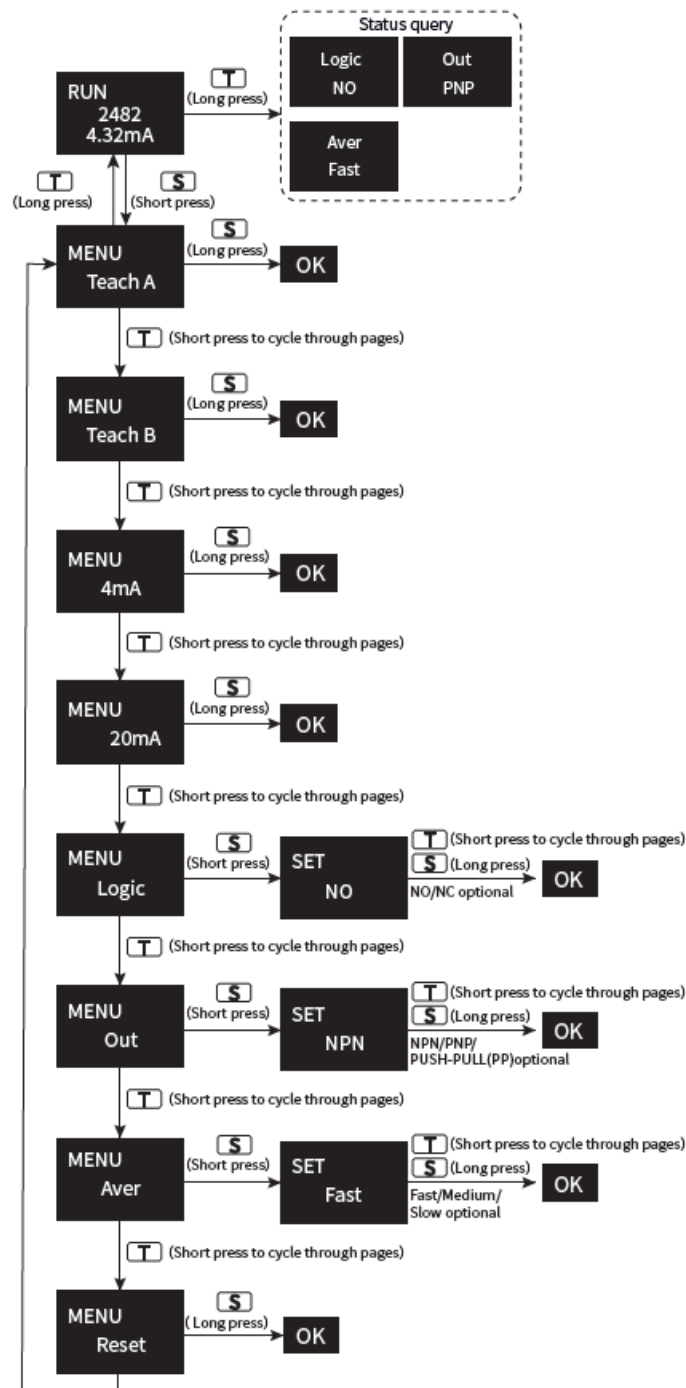 Status query
Logic
NO
Out
PNP
Aver
Fast
RUN
2482
4.32mA
T
(Long press)
T
(Long press)
S
(Short press)
MENU
Teach A
S
(Long press)
OK
T (Short press to cycle through pages)
MENU
Teach B
S
(Long press)
OK
T (Short press to cycle through pages)
MENU
4mA
S
(Long press)
OK
T (Short press to cycle through pages)
MENU
20mA
S
(Long press)
OK
T (Short press to cycle through pages)
MENU
Logic
S
(Short press)
SET
NO
T (Short press to cycle through pages)
S (Long press)
NO/NC optional
OK
T (Short press to cycle through pages)
MENU
Out
S
(Short press)
SET
NPN
T (Short press to cycle through pages)
S (Long press)
NPN/PNP/
PUSH-PULL(PP)optional
OK
T (Short press to cycle through pages)
MENU
Aver
S
(Short press)
SET
Fast
T (Short press to cycle through pages)
S (Long press)
Fast/Medium/
Slow optional
OK
T (Short press to cycle through pages)
MENU
Reset
S
( Long press)
OK